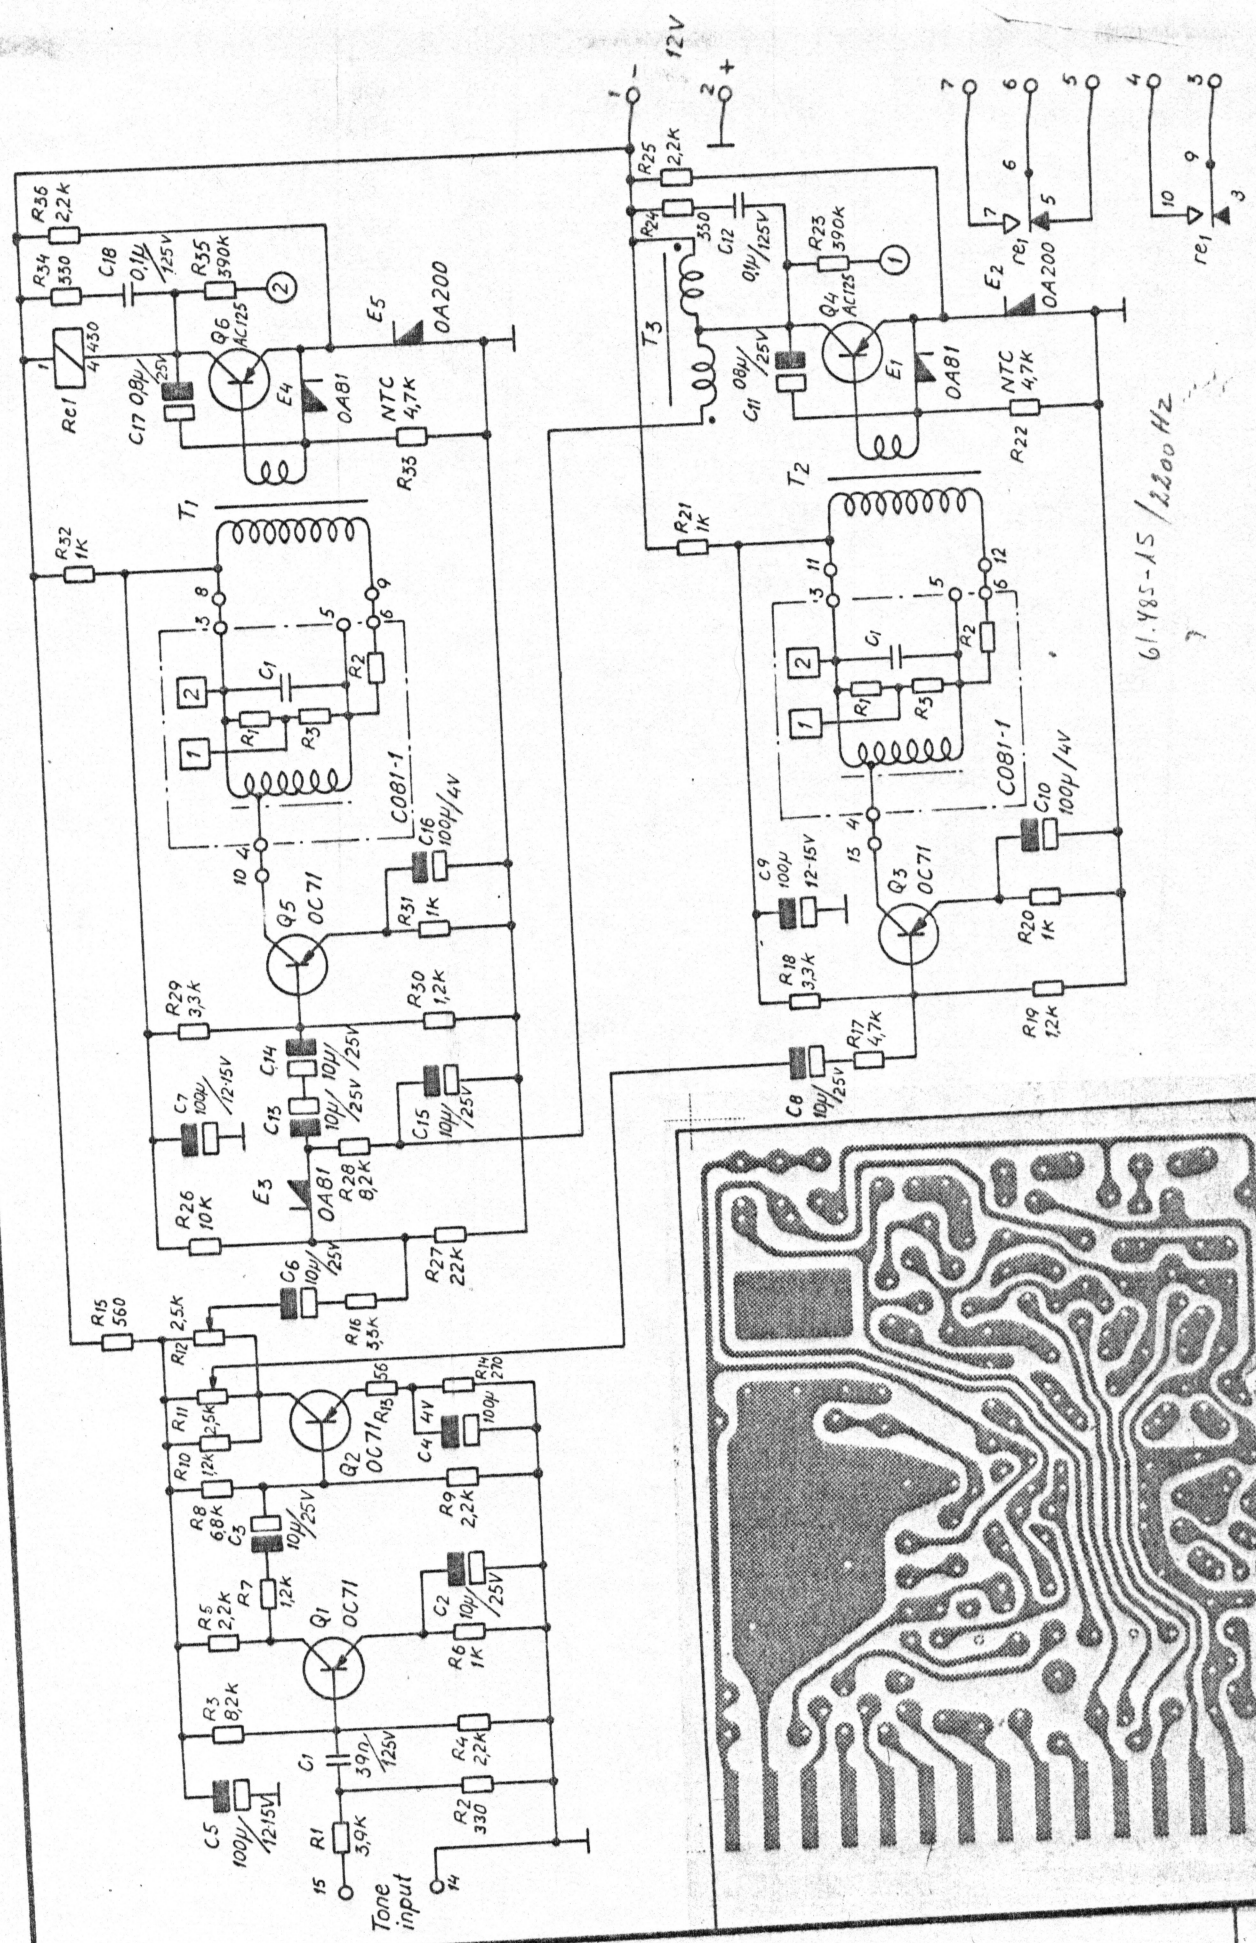 1
-
12V
2
+
7
6
5
4
3
7
6
5
re1
10
9
3
re1
R36
2,2K
R34
330
C18
0,1µ/125V
R35
390K
2
1
4
430
Re1
C17 0,8µ/25V
Q6
AC125
E5
OA200
E4
OA81
NTC
4,7K
R33
T1
R32
1K
8
3
5
9
6
2
1
C1
R1
R3
R2
C081-1
4
10
Q5
OC71
C16
100µ/4V
R31
1K
R29
3,3K
R30
1,2K
C14
10µ/25V
C13
10µ/25V
C15
10µ/25V
C7
100µ/12-15V
E3
OA81
R28
8,2K
R26
10K
R27
22K
C6
10µ/25V
R16
3,3K
R15
560
R12
2,5K
R11
2,5K
R10
1,2K
R8
6,8K
R13
56
R14
270
4V
100µ
C4
Q2
OC71
R9
2,2K
C3
10µ/25V
R7
1,2K
R5
2,2K
Q1
OC71
C2
10µ/25V
R6
1K
R3
8,2K
R4
2,2K
C1
39n/125V
C5
100µ/12-15V
R1
3,9K
R2
330
15
Tone
input
14
R25
2,2K
R24
330
C12
0,1µ/125V
R23
390K
1
T3
C11
08µ/25V
Q4
AC125
E2
OA200
E1
OA81
NTC
4,7K
R22
T2
R21
1K
11
3
5
12
6
2
1
C1
R1
R3
R2
C081-1
4
13
Q3
OC71
C9
100µ
12-15V
C10
100µ/4V
R20
1K
R18
3,3K
R19
1,2K
R17
4,7K
C8
10µ/25V
61.485-15/2200Hz
?